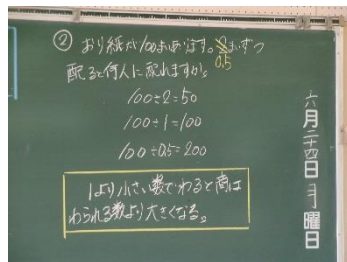 ② おり紙が100まいあります。2まいずつ
0.5
配ると何人に配れますか。
100÷2=50
100÷1=100
100÷0.5=200
1より小さい数でわると商は
わられる数より大きくなる。
六月二十四日 月曜日